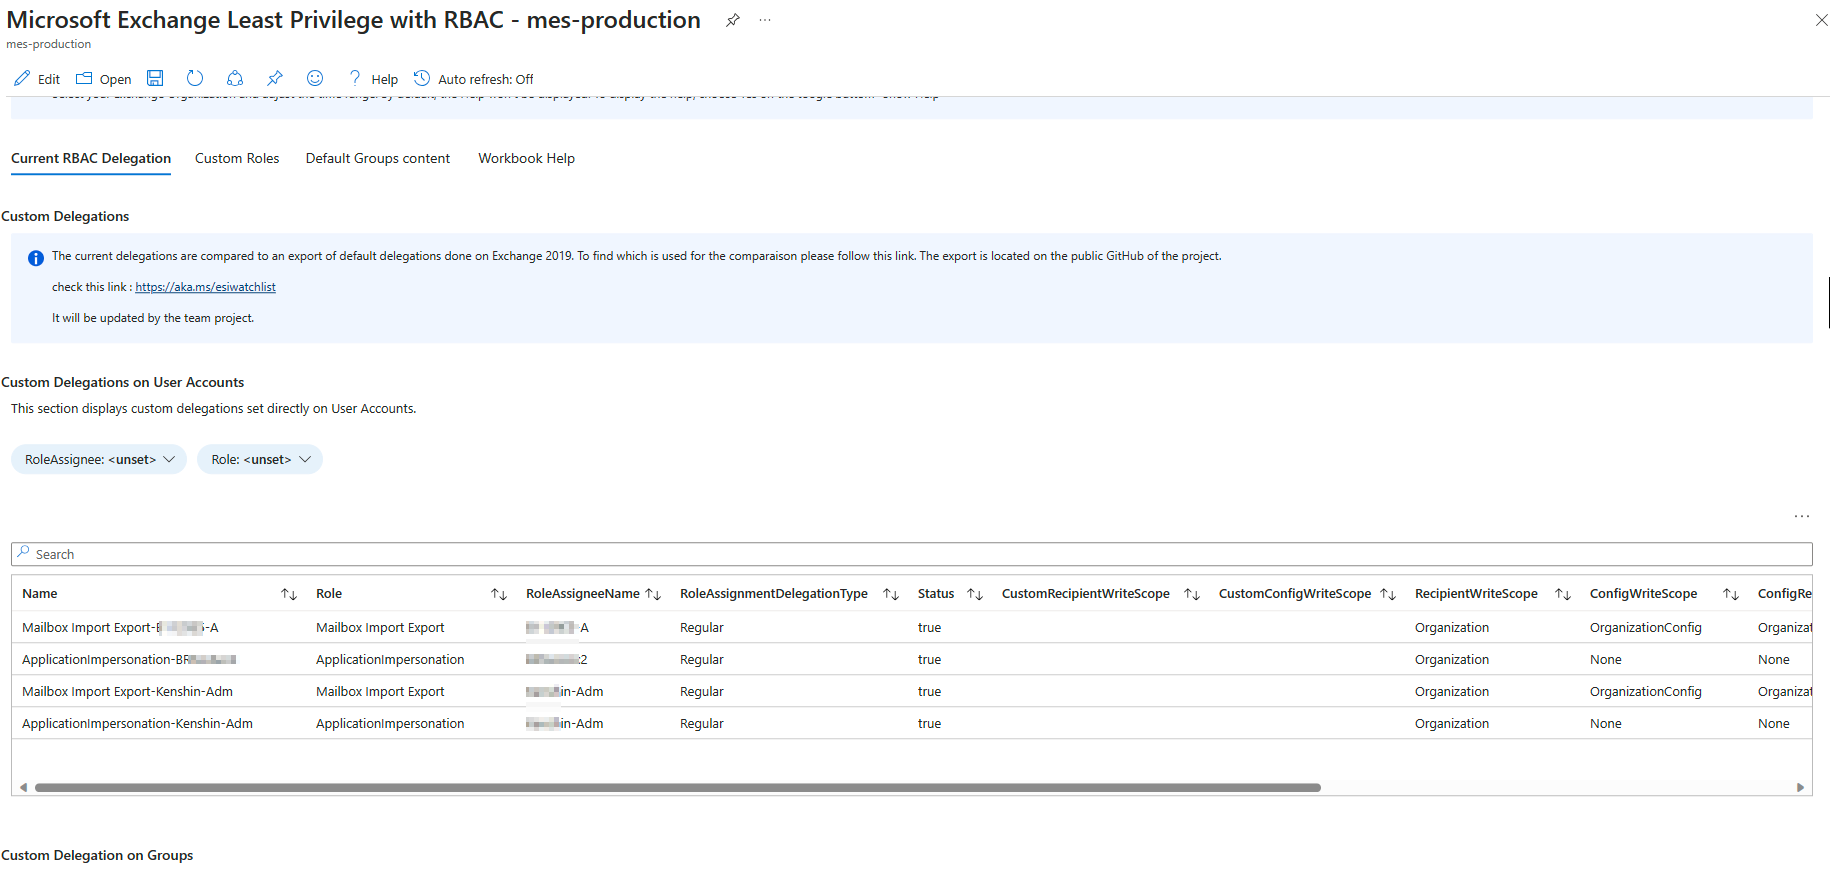 Microsoft Exchange Least Privilege with RBAC - mes-production
mes-production
Edit Open Help Auto refresh: Off
Current RBAC Delegation Custom Roles Default Groups content Workbook Help
Custom Delegations
The current delegations are compared to an export of default delegations done on Exchange 2019. To find which is used for the comparaison please follow this link. The export is located on the public GitHub of the project.
check this link : https://aka.ms/esiwatchlist
It will be updated by the team project.
Custom Delegations on User Accounts
This section displays custom delegations set directly on User Accounts.
RoleAssignee: <unset> Role: <unset>
Search
Name Role RoleAssigneeName RoleAssignmentDelegationType Status CustomRecipientWriteScope CustomConfigWriteScope RecipientWriteScope ConfigWriteScope ConfigRe
Mailbox Import Export- -A Mailbox Import Export -A Regular true Organization OrganizationConfig Organizat
ApplicationImpersonation-BR ApplicationImpersonation 2 Regular true Organization None None
Mailbox Import Export-Kenshin-Adm Mailbox Import Export in-Adm Regular true Organization OrganizationConfig Organizat
ApplicationImpersonation-Kenshin-Adm ApplicationImpersonation in-Adm Regular true Organization None None
Custom Delegation on Groups